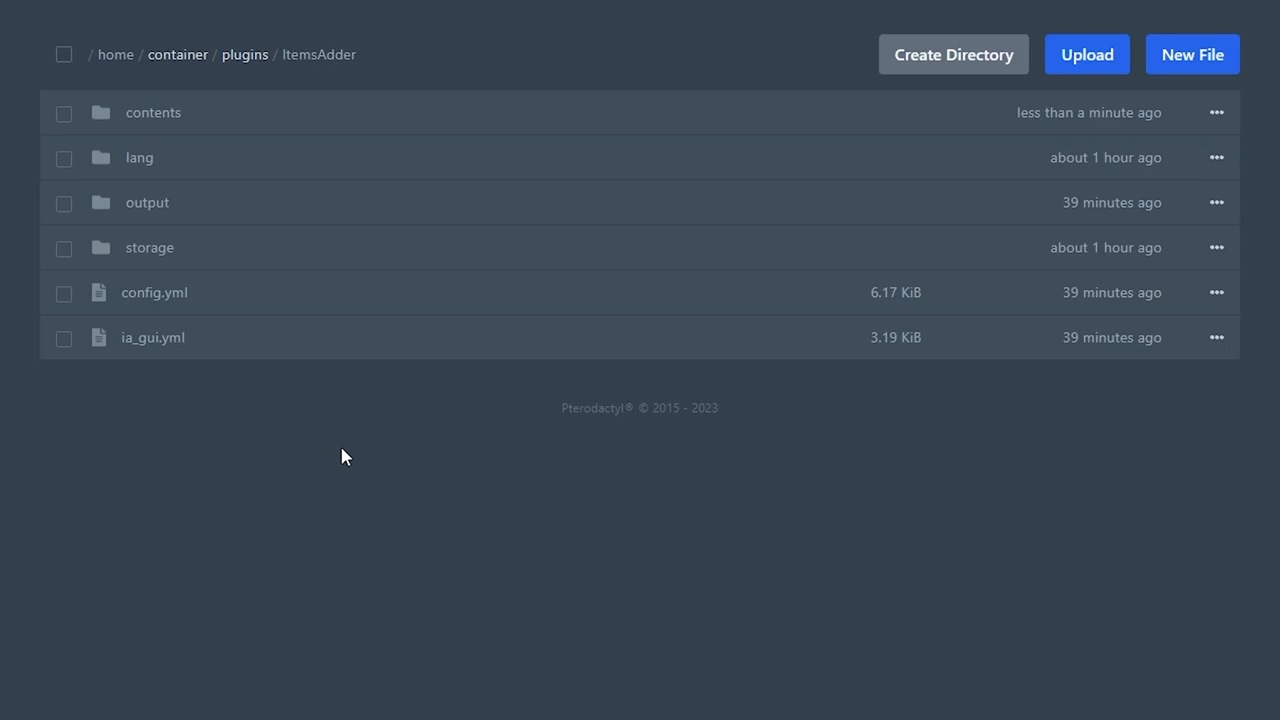 / home / container / plugins / ItemsAdder Create Directory Upload New File
contents less than a minute ago •••
lang about 1 hour ago •••
output 39 minutes ago •••
storage about 1 hour ago •••
config.yml 6.17 KiB 39 minutes ago •••
ia_gui.yml 3.19 KiB 39 minutes ago •••
Pterodactyl® © 2015 - 2023